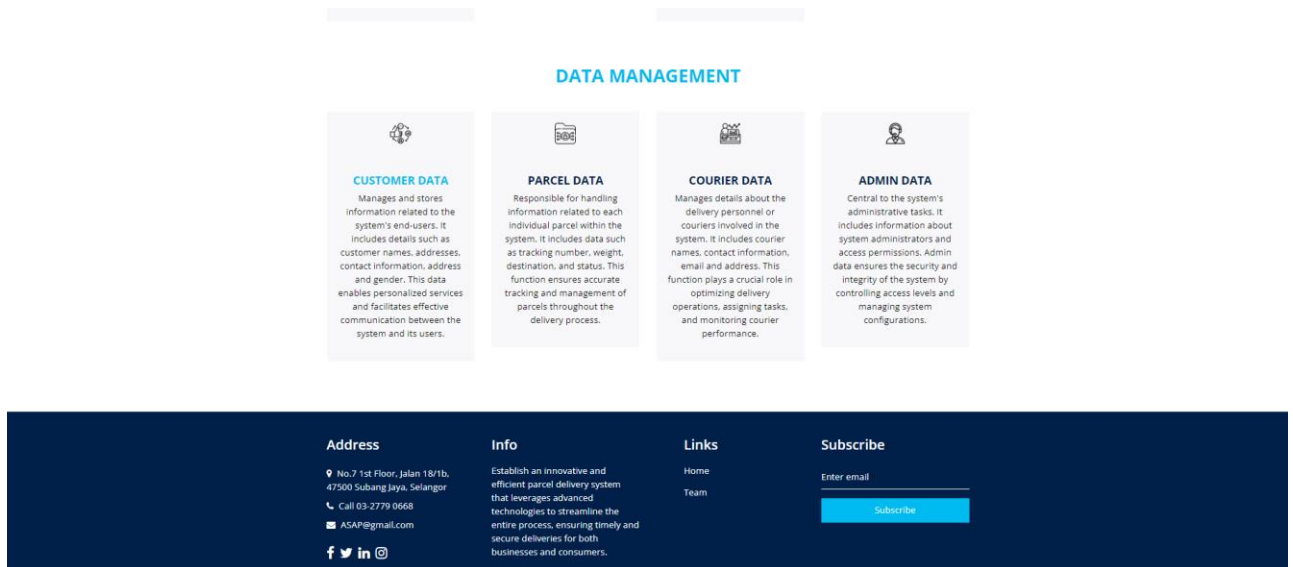 DATA MANAGEMENT
CUSTOMER DATA
Manages and stores
information related to the
system's end-users. It
includes details such as
customer names, addresses,
contact information, address
and gender. This data
enables personalized services
and facilitates effective
communication between the
system and its users.
PARCEL DATA
Responsible for handling
information related to each
individual parcel within the
system. It includes data such
as tracking number, weight,
destination, and status. This
function ensures accurate
tracking and management of
parcels throughout the
delivery process.
COURIER DATA
Manages details about the
delivery personnel or
couriers involved in the
system. It includes courier
names, contact information,
email and address. This
function plays a crucial role in
optimizing delivery
operations, assigning tasks,
and monitoring courier
performance.
ADMIN DATA
Central to the system's
administrative tasks. It
includes information about
system administrators and
access permissions. Admin
data ensures the security and
integrity of the system by
controlling access levels and
managing system
configurations.
Address
No.7 1st Floor, Jalan 18/1b,
47500 Subang Jaya, Selangor
Call 03-2779 0668
ASAP@gmail.com
Info
Establish an innovative and
efficient parcel delivery system
that leverages advanced
technologies to streamline the
entire process, ensuring timely and
secure deliveries for both
businesses and consumers.
Links
Home
Team
Subscribe
Enter email
Subscribe